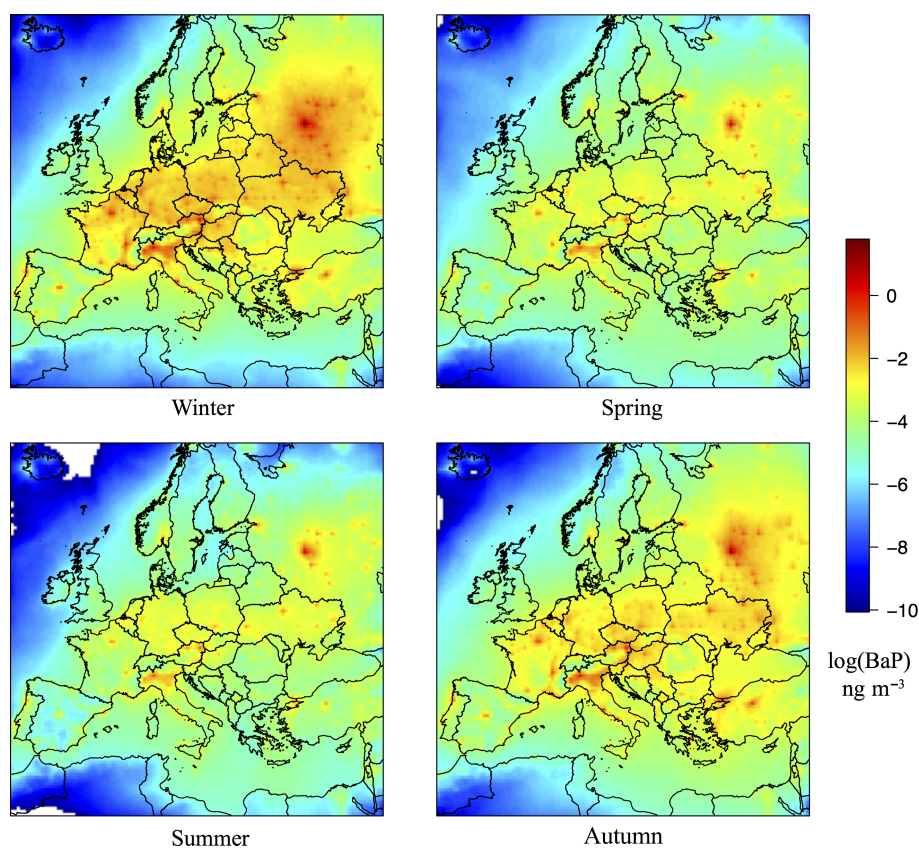 Winter
Spring
0
−2
−4
−6
−8
−10
log(BaP)
ng m⁻³
Summer
Autumn